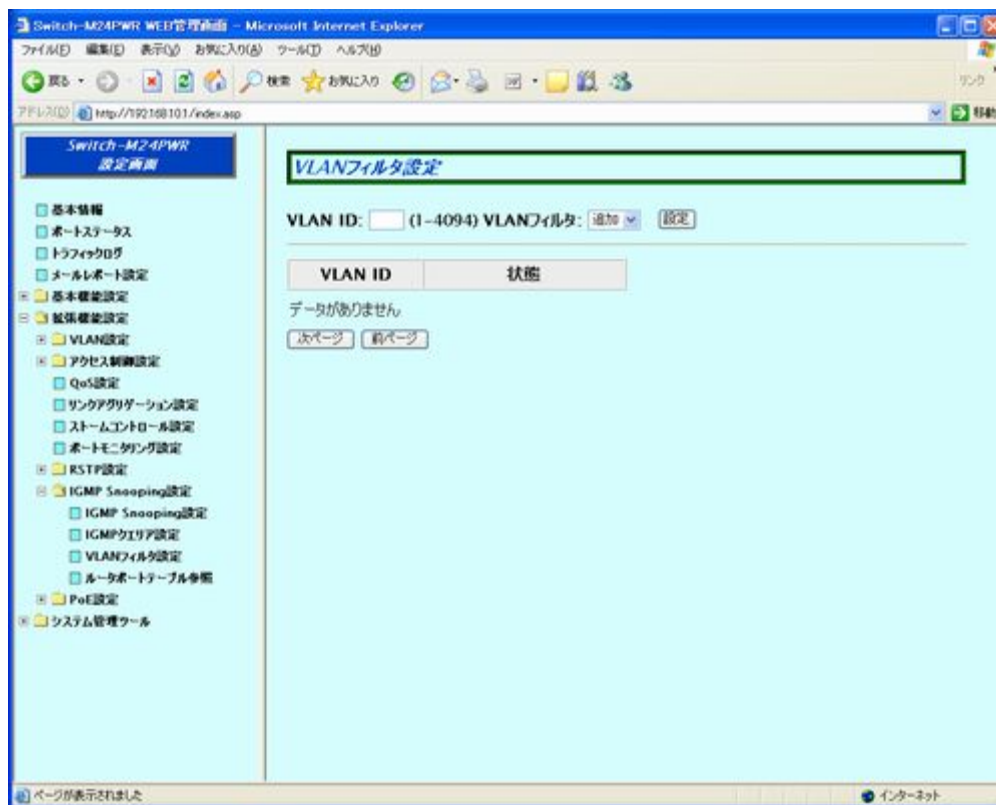 Switch-M24PWR WEB管理画面 - Microsoft Internet Explorer
ファイル(F) 編集(E) 表示(V) お気に入り(A) ツール(T) ヘルプ(H)
戻る 検索 お気に入り リンク
アドレス(D) http://192.168.10.1/index.asp 移動
Switch-M24PWR
設定画面
基本情報
ポートステータス
トラフィックログ
メールレポート設定
基本機能設定
拡張機能設定
VLAN設定
アクセス制御設定
QoS設定
リンクアグリゲーション設定
ストームコントロール設定
ポートモニタリング設定
RSTP設定
IGMP Snooping設定
IGMP Snooping設定
IGMPクエリア設定
VLANフィルタ設定
ルータポートテーブル参照
PoE設定
システム管理ツール
VLANフィルタ設定
VLAN ID: (1-4094) VLANフィルタ: 追加 設定
VLAN ID 状態
データがありません
次ページ 前ページ
ページが表示されました インターネット